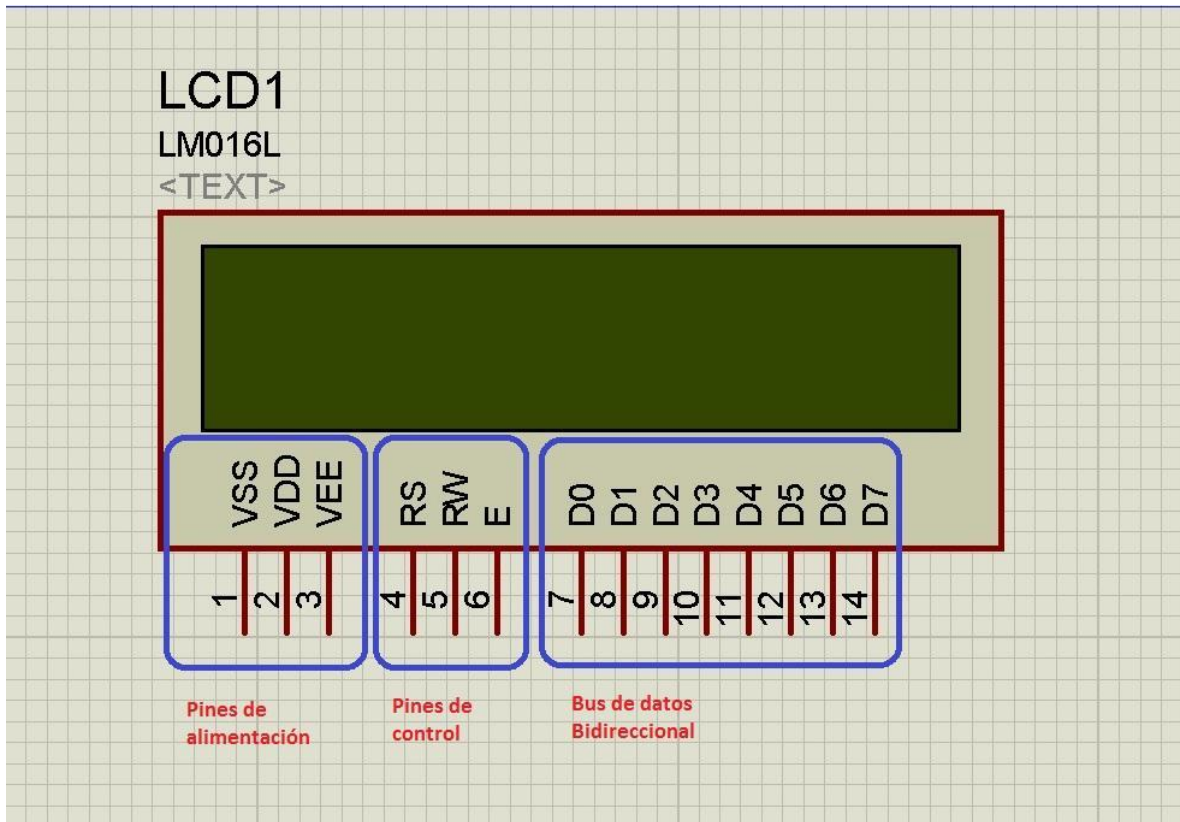 LCD1
LM016L
<TEXT>
VSS
VDD
VEE
RS
RW
E
D0
D1
D2
D3
D4
D5
D6
D7
1
2
3
4
5
6
7
8
9
10
11
12
13
14
Pines de
alimentación
Pines de
control
Bus de datos
Bidireccional